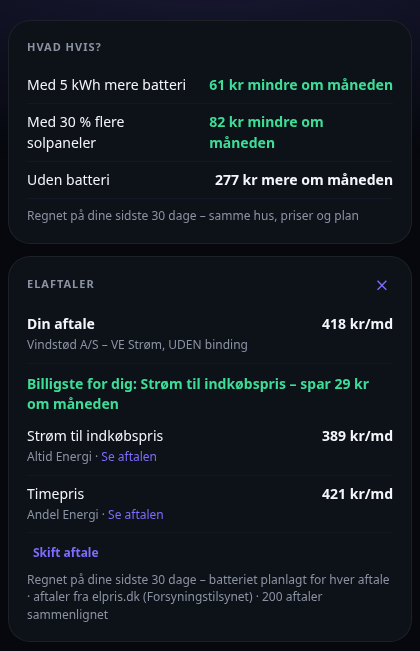 HVAD HVIS?
Med 5 kWh mere batteri 61 kr mindre om måneden
Med 30 % flere solpaneler 82 kr mindre om måneden
Uden batteri 277 kr mere om måneden
Regnet på dine sidste 30 dage – samme hus, priser og plan
ELAFTALER
Din aftale 418 kr/md
Vindstød A/S – VE Strøm, UDEN binding
Billigste for dig: Strøm til indkøbspris – spar 29 kr
om måneden
Strøm til indkøbspris 389 kr/md
Altid Energi · Se aftalen
Timepris 421 kr/md
Andel Energi · Se aftalen
Skift aftale
Regnet på dine sidste 30 dage – batteriet planlagt for hver aftale
· aftaler fra elpris.dk (Forsyningstilsynet) · 200 aftaler
sammenlignet